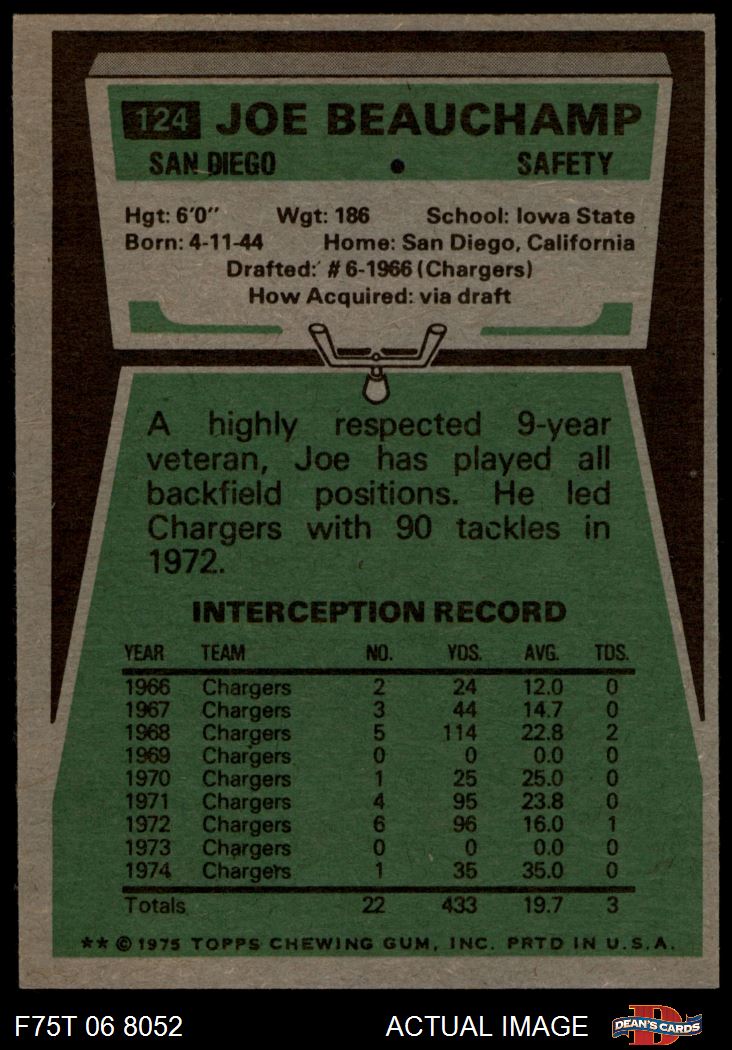 124 JOE BEAUCHAMP
SAN DIEGO • SAFETY
Hgt: 6'0" Wgt: 186 School: Iowa State
Born: 4-11-44 Home: San Diego, California
Drafted: #6-1966 (Chargers)
How Acquired: via draft
A highly respected 9-year
veteran, Joe has played all
backfield positions. He led
Chargers with 90 tackles in
1972.
INTERCEPTION RECORD
YEAR TEAM NO. YDS. AVG. TDS.
1966 Chargers 2 24 12.0 0
1967 Chargers 3 44 14.7 0
1968 Chargers 5 114 22.8 2
1969 Chargers 0 0 0.0 0
1970 Chargers 1 25 25.0 0
1971 Chargers 4 95 23.8 0
1972 Chargers 6 96 16.0 1
1973 Chargers 0 0 0.0 0
1974 Chargers 1 35 35.0 0
Totals 22 433 19.7 3
** © 1975 TOPPS CHEWING GUM, INC. PRTD IN U.S.A.
F75T 06 8052 ACTUAL IMAGE D DEAN'S CARDS